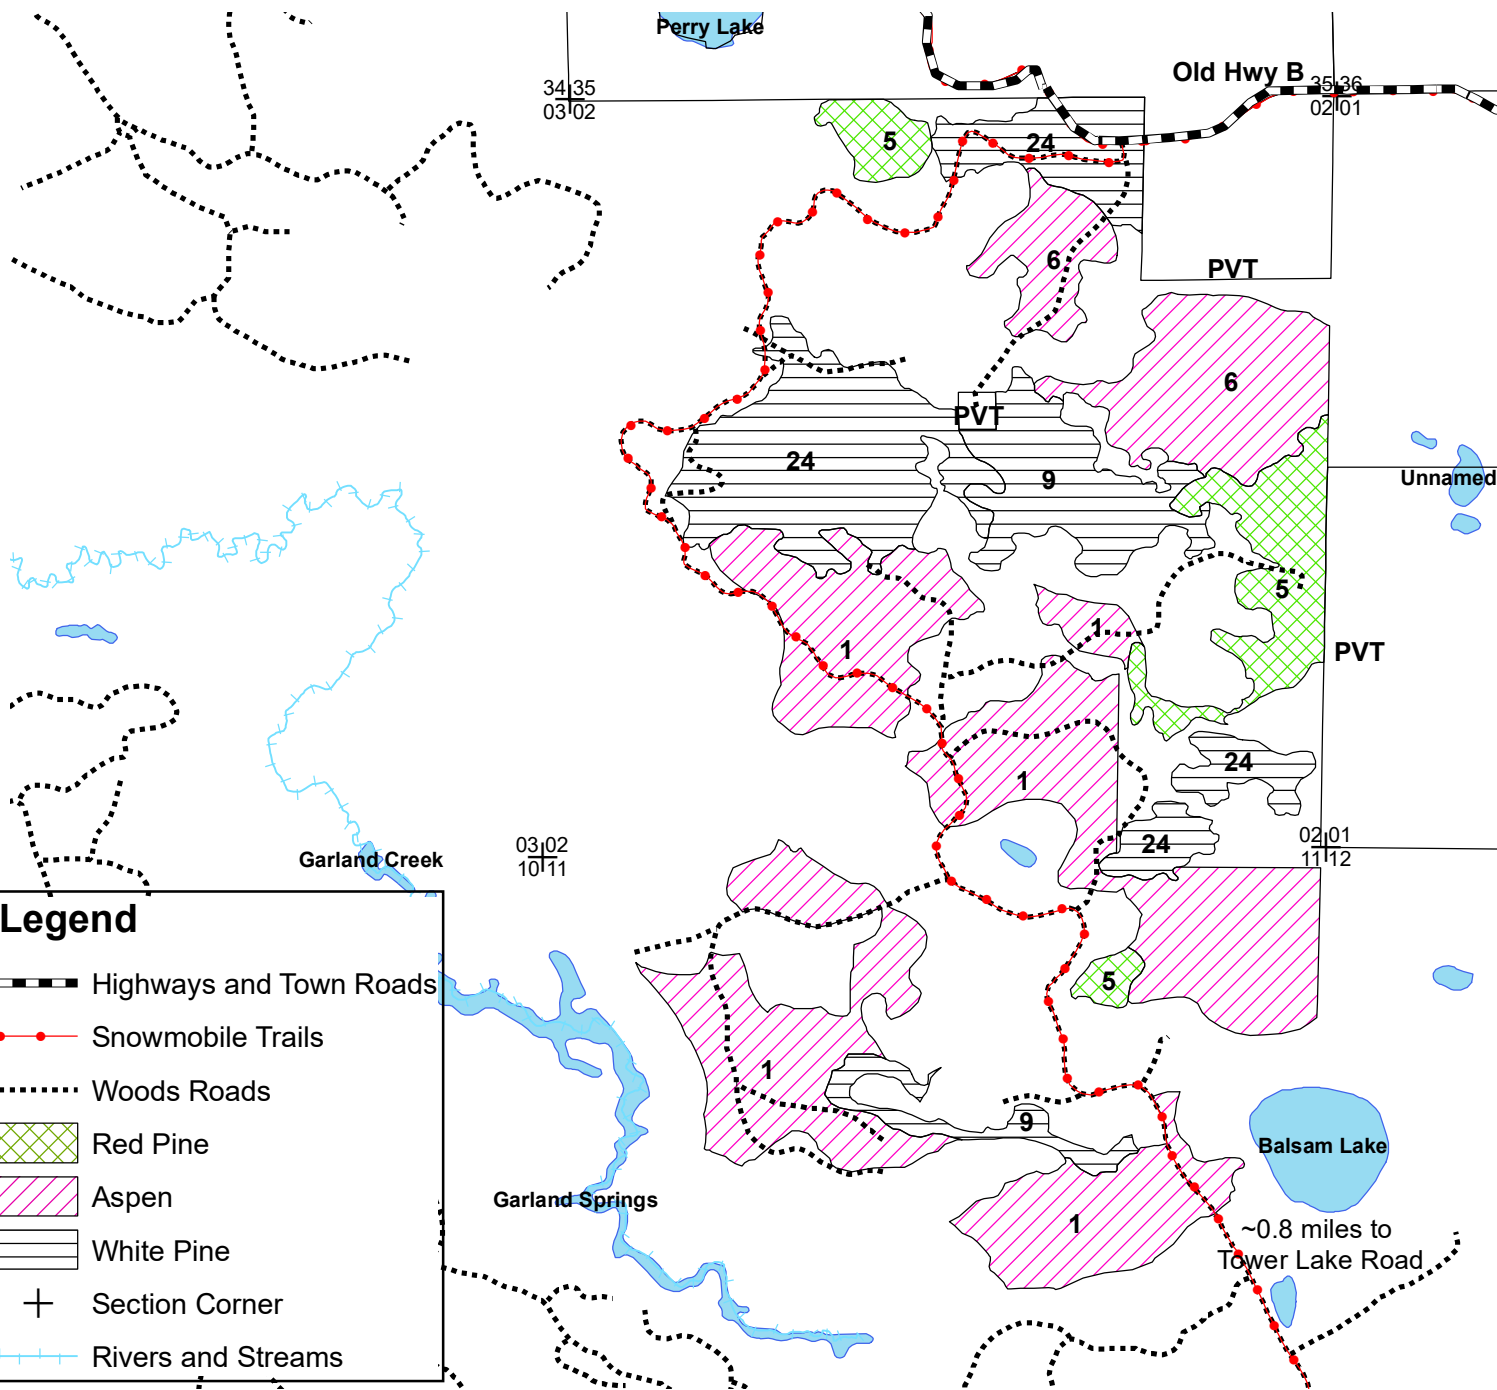 Perry Lake
Old Hwy B
34 35
03 02
35 36
02 01
5
24
6
PVT
6
PVT
24
9
Unnamed
5
1
1
PVT
24
1
24
03 02
10 11
02 01
11 12
Garland Creek
5
1
9
Balsam Lake
Garland Springs
1
~0.8 miles to
Tower Lake Road
Legend
Highways and Town Roads
Snowmobile Trails
Woods Roads
Red Pine
Aspen
White Pine
Section Corner
Rivers and Streams